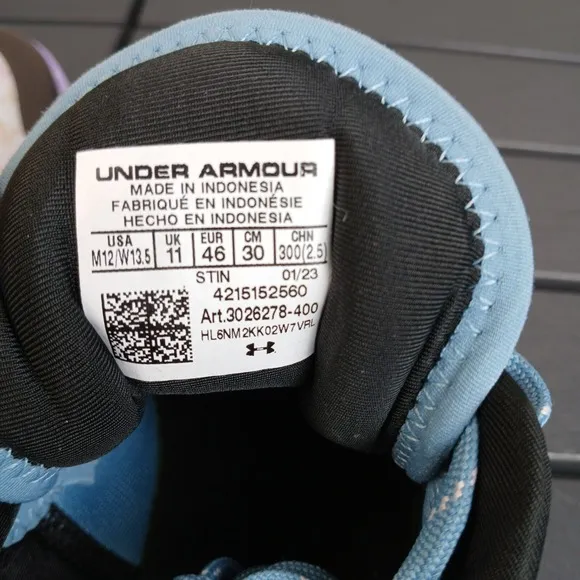 UNDER ARMOUR
MADE IN INDONESIA
FABRIQUÉ EN INDONÉSIE
HECHO EN INDONESIA
USA UK EUR CM CHN
M12/W13.5 11 46 30 300(2.5)
STIN 01/23
4215152560
Art.3026278-400
HL6NM2KK02W7VRL